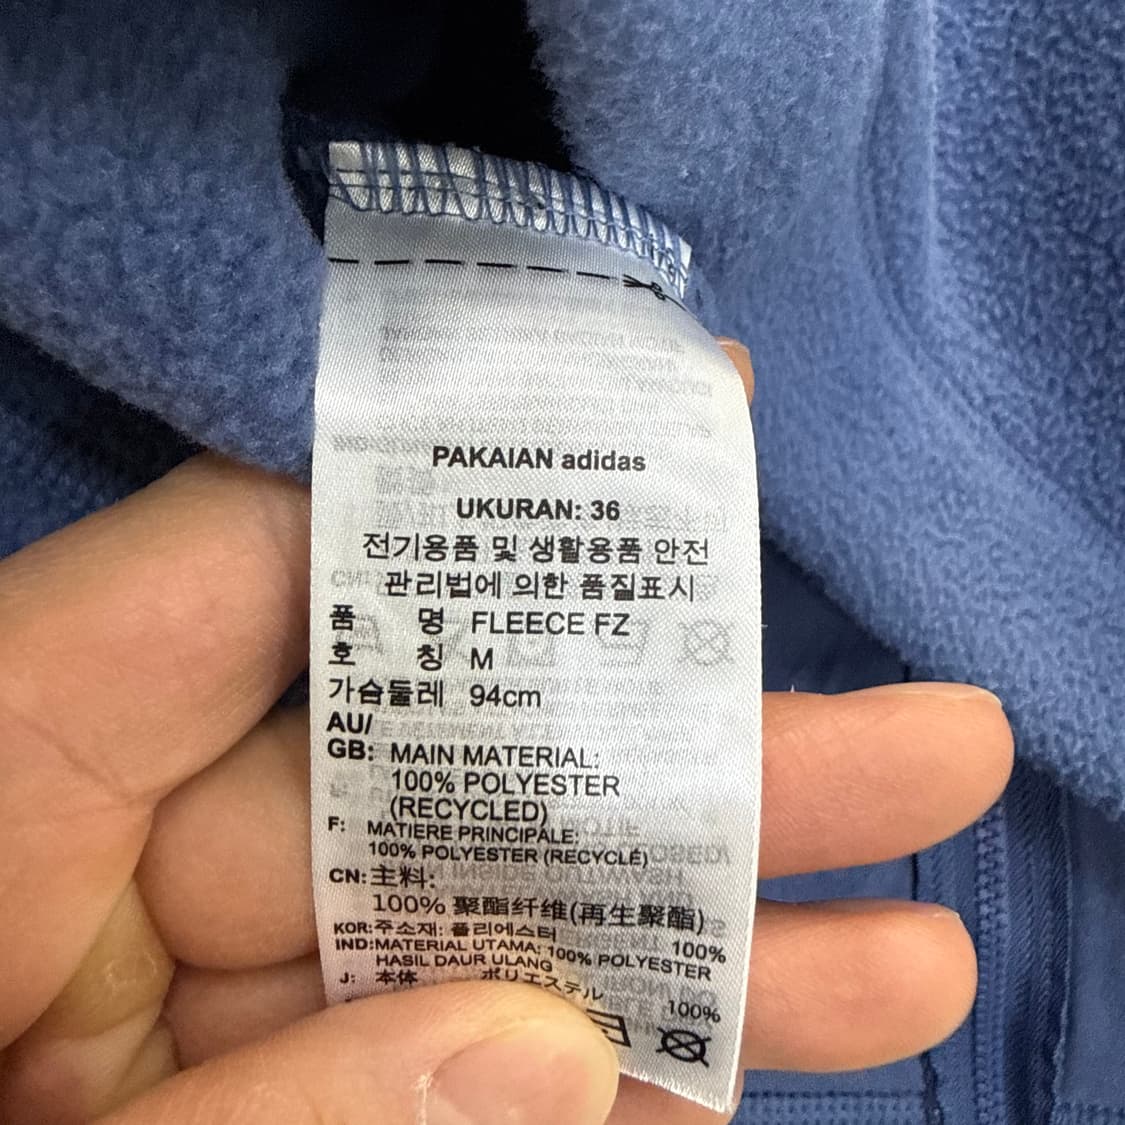 PAKAIAN adidas
UKURAN: 36
전기용품 및 생활용품 안전
관리법에 의한 품질표시
품 명 FLEECE FZ
호 칭 M
가슴둘레 94cm
AU/
GB: MAIN MATERIAL:
100% POLYESTER
(RECYCLED)
F: MATIERE PRINCIPALE:
100% POLYESTER (RECYCLÉ)
CN: 主料:
100% 聚酯纤维(再生聚酯)
KOR: 주소재: 폴리에스터 100%
IND: MATERIAL UTAMA: 100% POLYESTER
HASIL DAUR ULANG
J: 本体 ポリエステル 100%